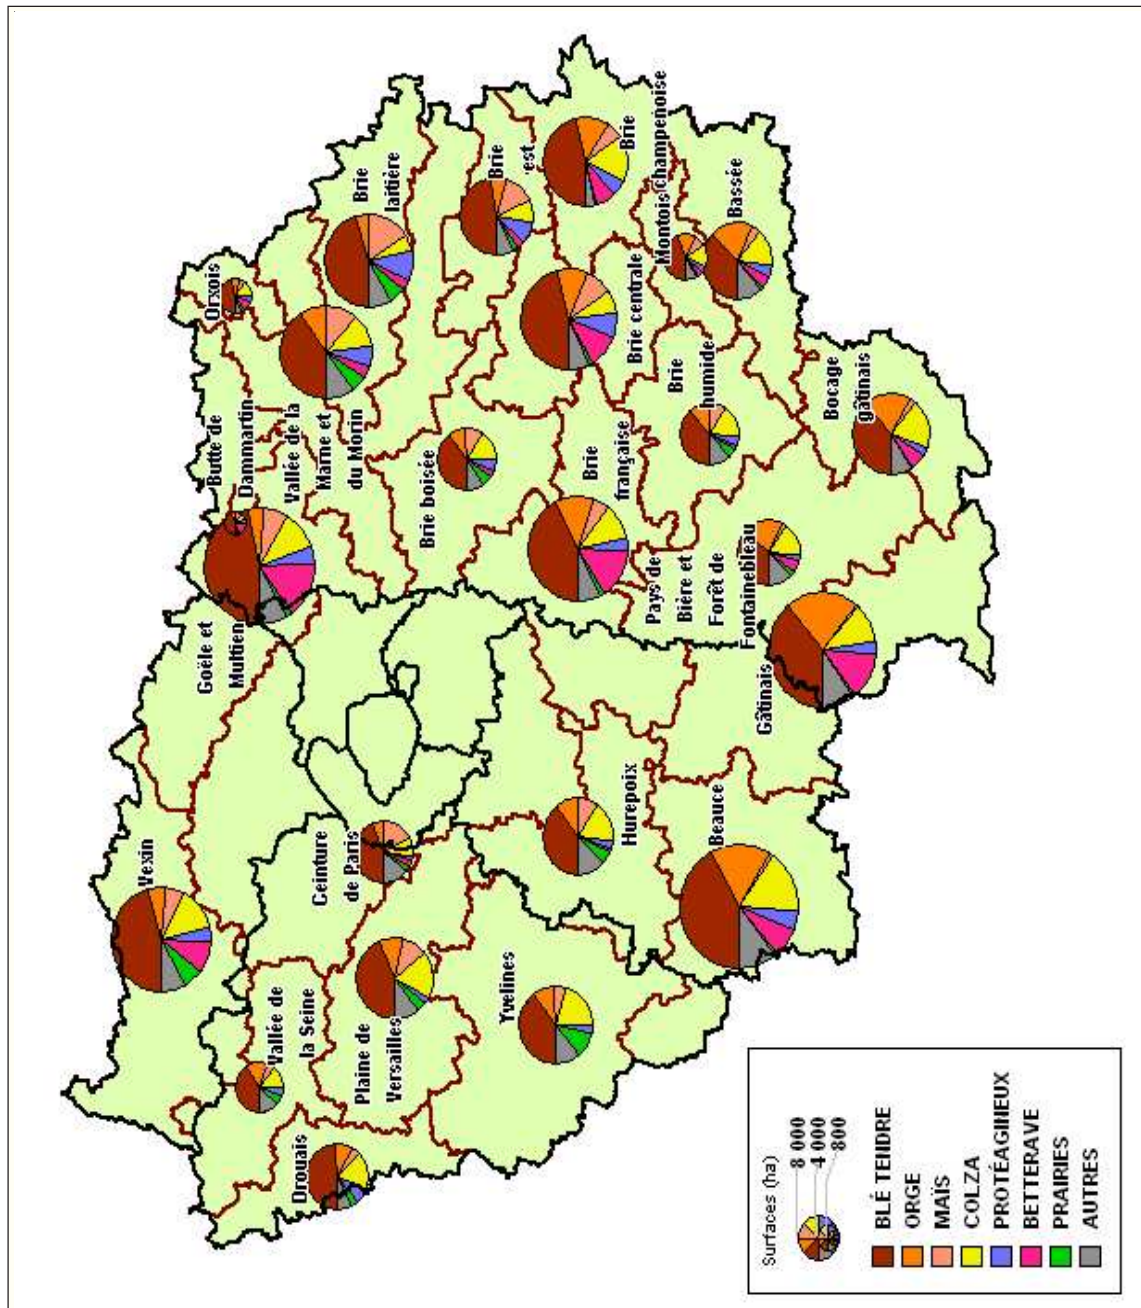 Vexin
Goële et
Multien
Butte de
Dammartin
Orxois
Vallée de la
Marne et
du Morin
Brie
laitière
Vallée de
la Seine
Ceinture
de Paris
Drouais
Plaine de
Versailles
Brie boisée
Brie
est
Yvelines
Hurepoix
Brie
française
Brie centrale
Brie
Champenoise
Montois
Brie
humide
Bassée
Pays de
Bière et
Forêt de
Fontainebleau
Beauce
Gâtinais
Bocage
gâtinais
Surfaces (ha)
8 000
4 000
800
BLÉ TENDRE
ORGE
MAÏS
COLZA
PROTÉAGINEUX
BETTERAVE
PRAIRIES
AUTRES